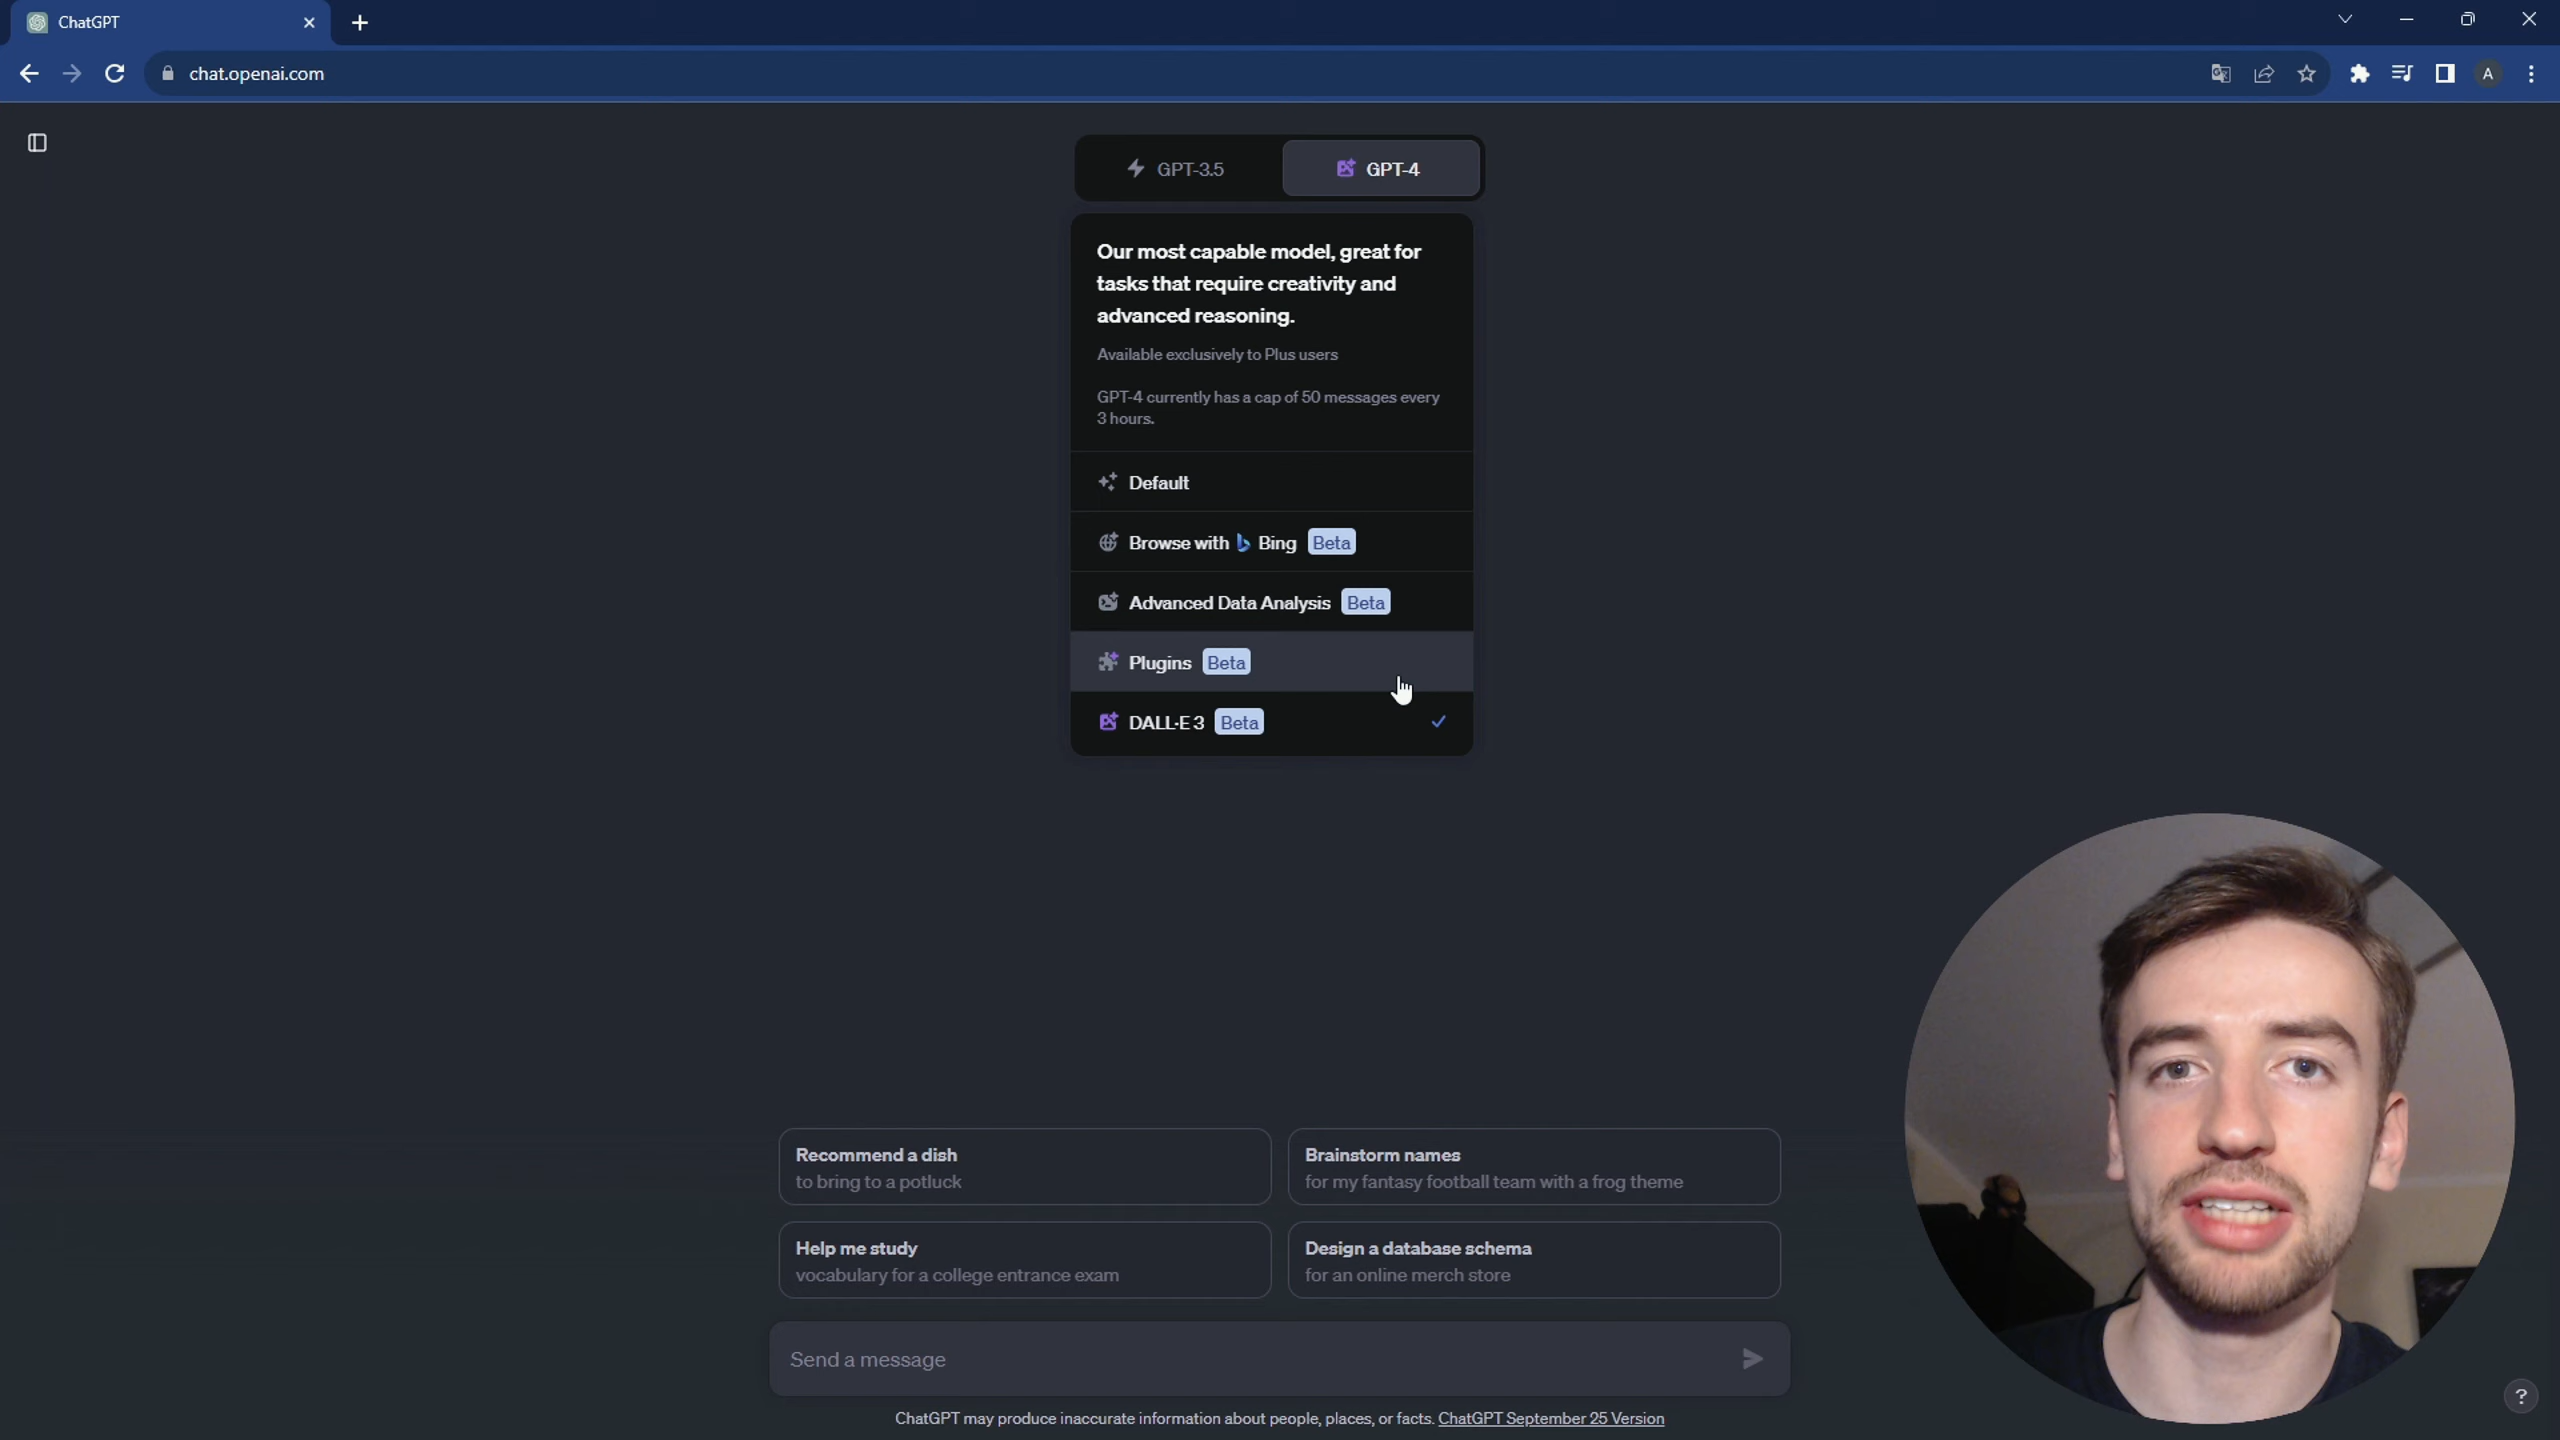 ChatGPT
chat.openai.com
A
GPT-3.5
GPT-4
Our most capable model, great for
tasks that require creativity and
advanced reasoning.
Available exclusively to Plus users
GPT-4 currently has a cap of 50 messages every
3 hours.
Default
Browse with Bing Beta
Advanced Data Analysis Beta
Plugins Beta
DALL·E 3 Beta
Recommend a dish
to bring to a potluck
Brainstorm names
for my fantasy football team with a frog theme
Help me study
vocabulary for a college entrance exam
Design a database schema
for an online merch store
Send a message
ChatGPT may produce inaccurate information about people, places, or facts. ChatGPT September 25 Version
?